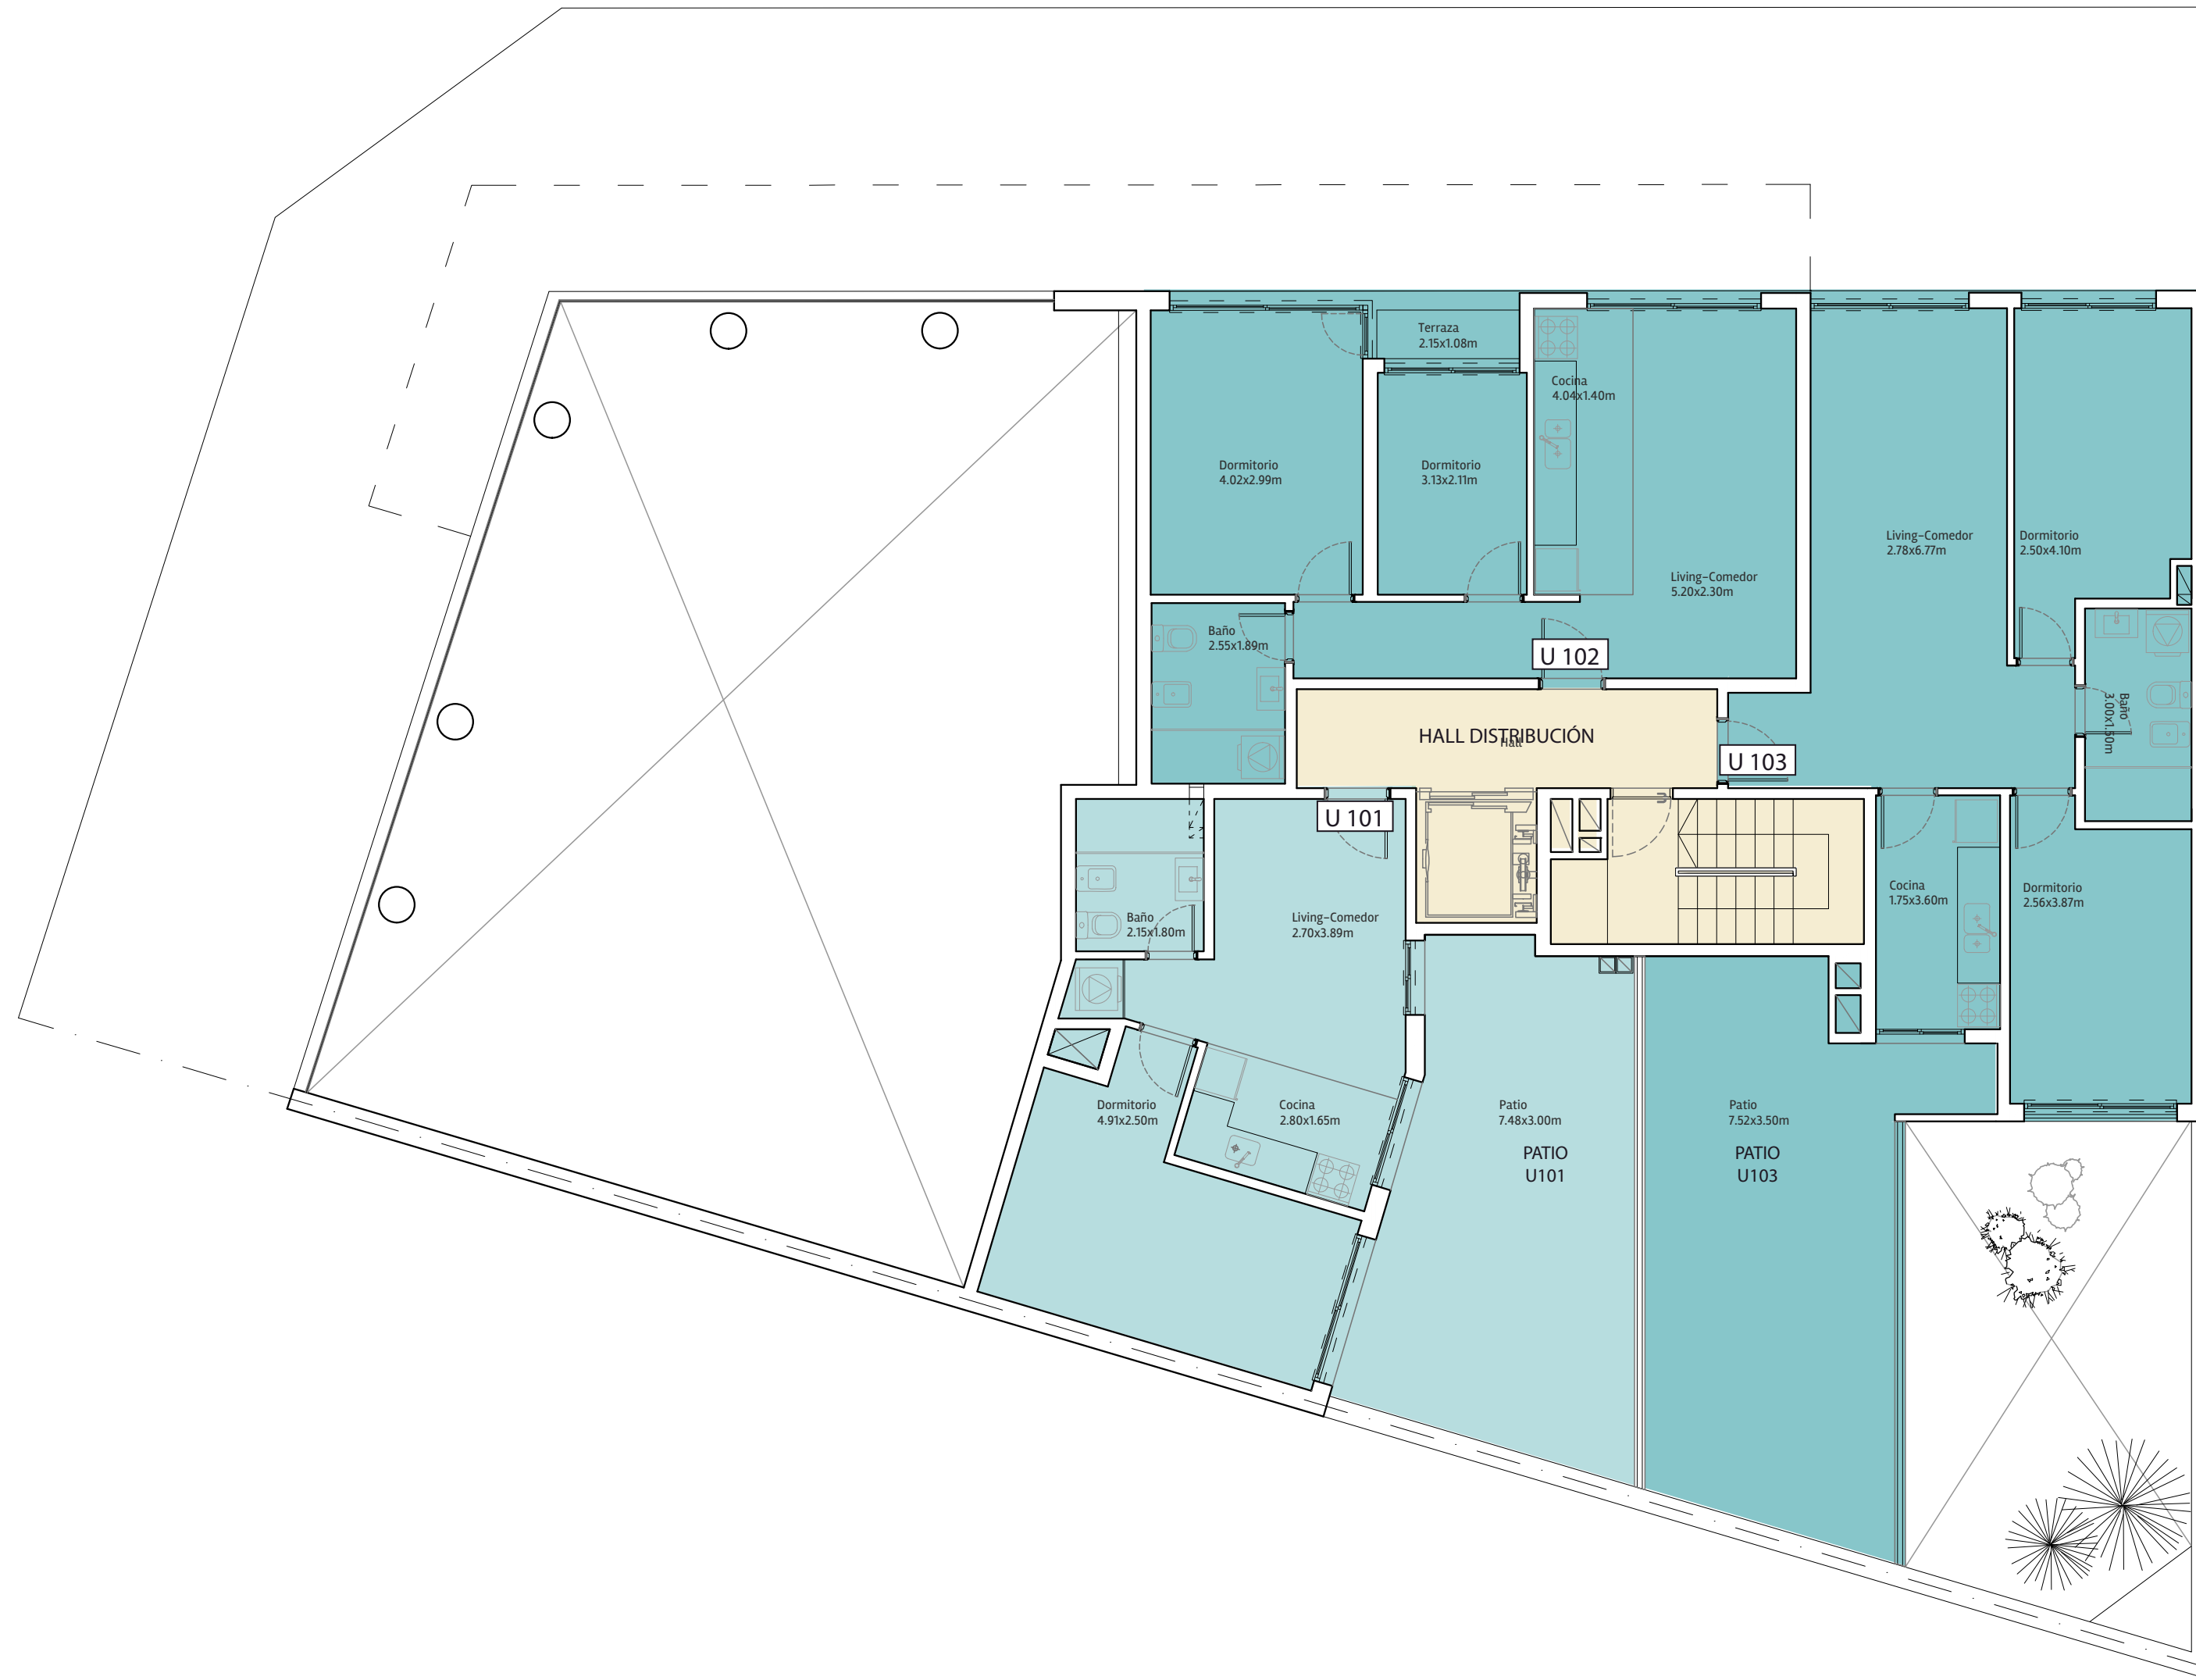 Terraza
2.15x1.08m
Cocina
4.04x1.40m
Dormitorio
4.02x2.99m
Dormitorio
3.13x2.11m
Living-Comedor
5.20x2.30m
Living-Comedor
2.78x6.77m
Dormitorio
2.50x4.10m
Baño
2.55x1.89m
U 102
Baño
3.00x1.50m
HALL DISTRIBUCIÓN
Hall
U 103
U 101
Baño
2.15x1.80m
Living-Comedor
2.70x3.89m
Cocina
1.75x3.60m
Dormitorio
2.56x3.87m
Dormitorio
4.91x2.50m
Cocina
2.80x1.65m
Patio
7.48x3.00m
PATIO
U101
Patio
7.52x3.50m
PATIO
U103